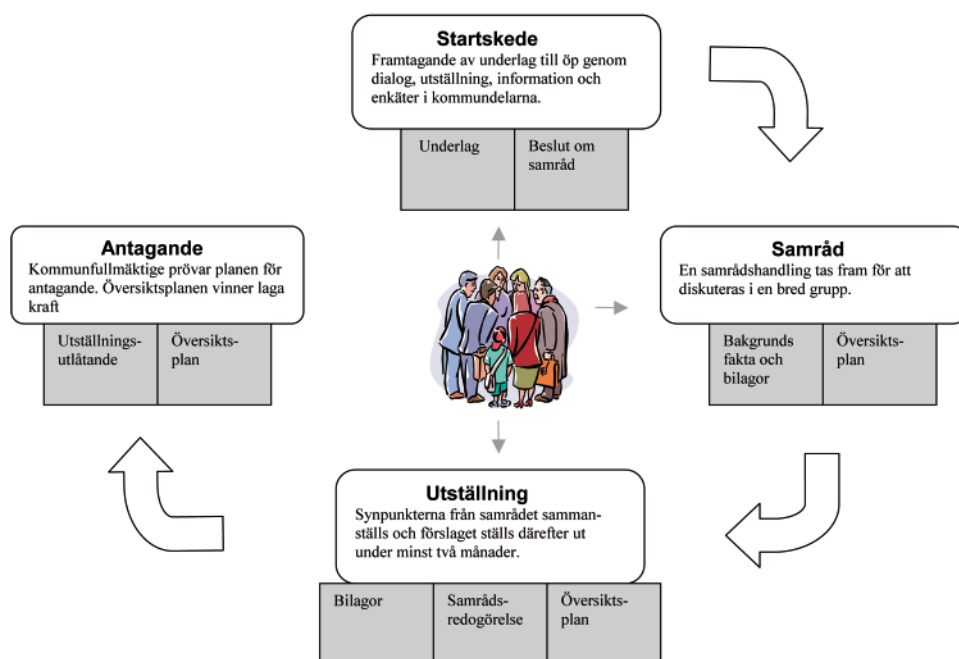 Startskede
Framtagande av underlag till öp genom
dialog, utställning, information och
enkäter i kommundelarna.
Underlag
Beslut om
samråd
Antagande
Kommunfullmäktige prövar planen för
antagande. Översiktsplanen vinner laga
kraft
Utställnings-
utlåtande
Översikts-
plan
Samråd
En samrådshandling tas fram för att
diskuteras i en bred grupp.
Bakgrunds
fakta och
bilagor
Översikts-
plan
Utställning
Synpunkterna från samrådet samman-
ställs och förslaget ställs därefter ut
under minst två månader.
Bilagor
Samråds-
redogörelse
Översikts-
plan